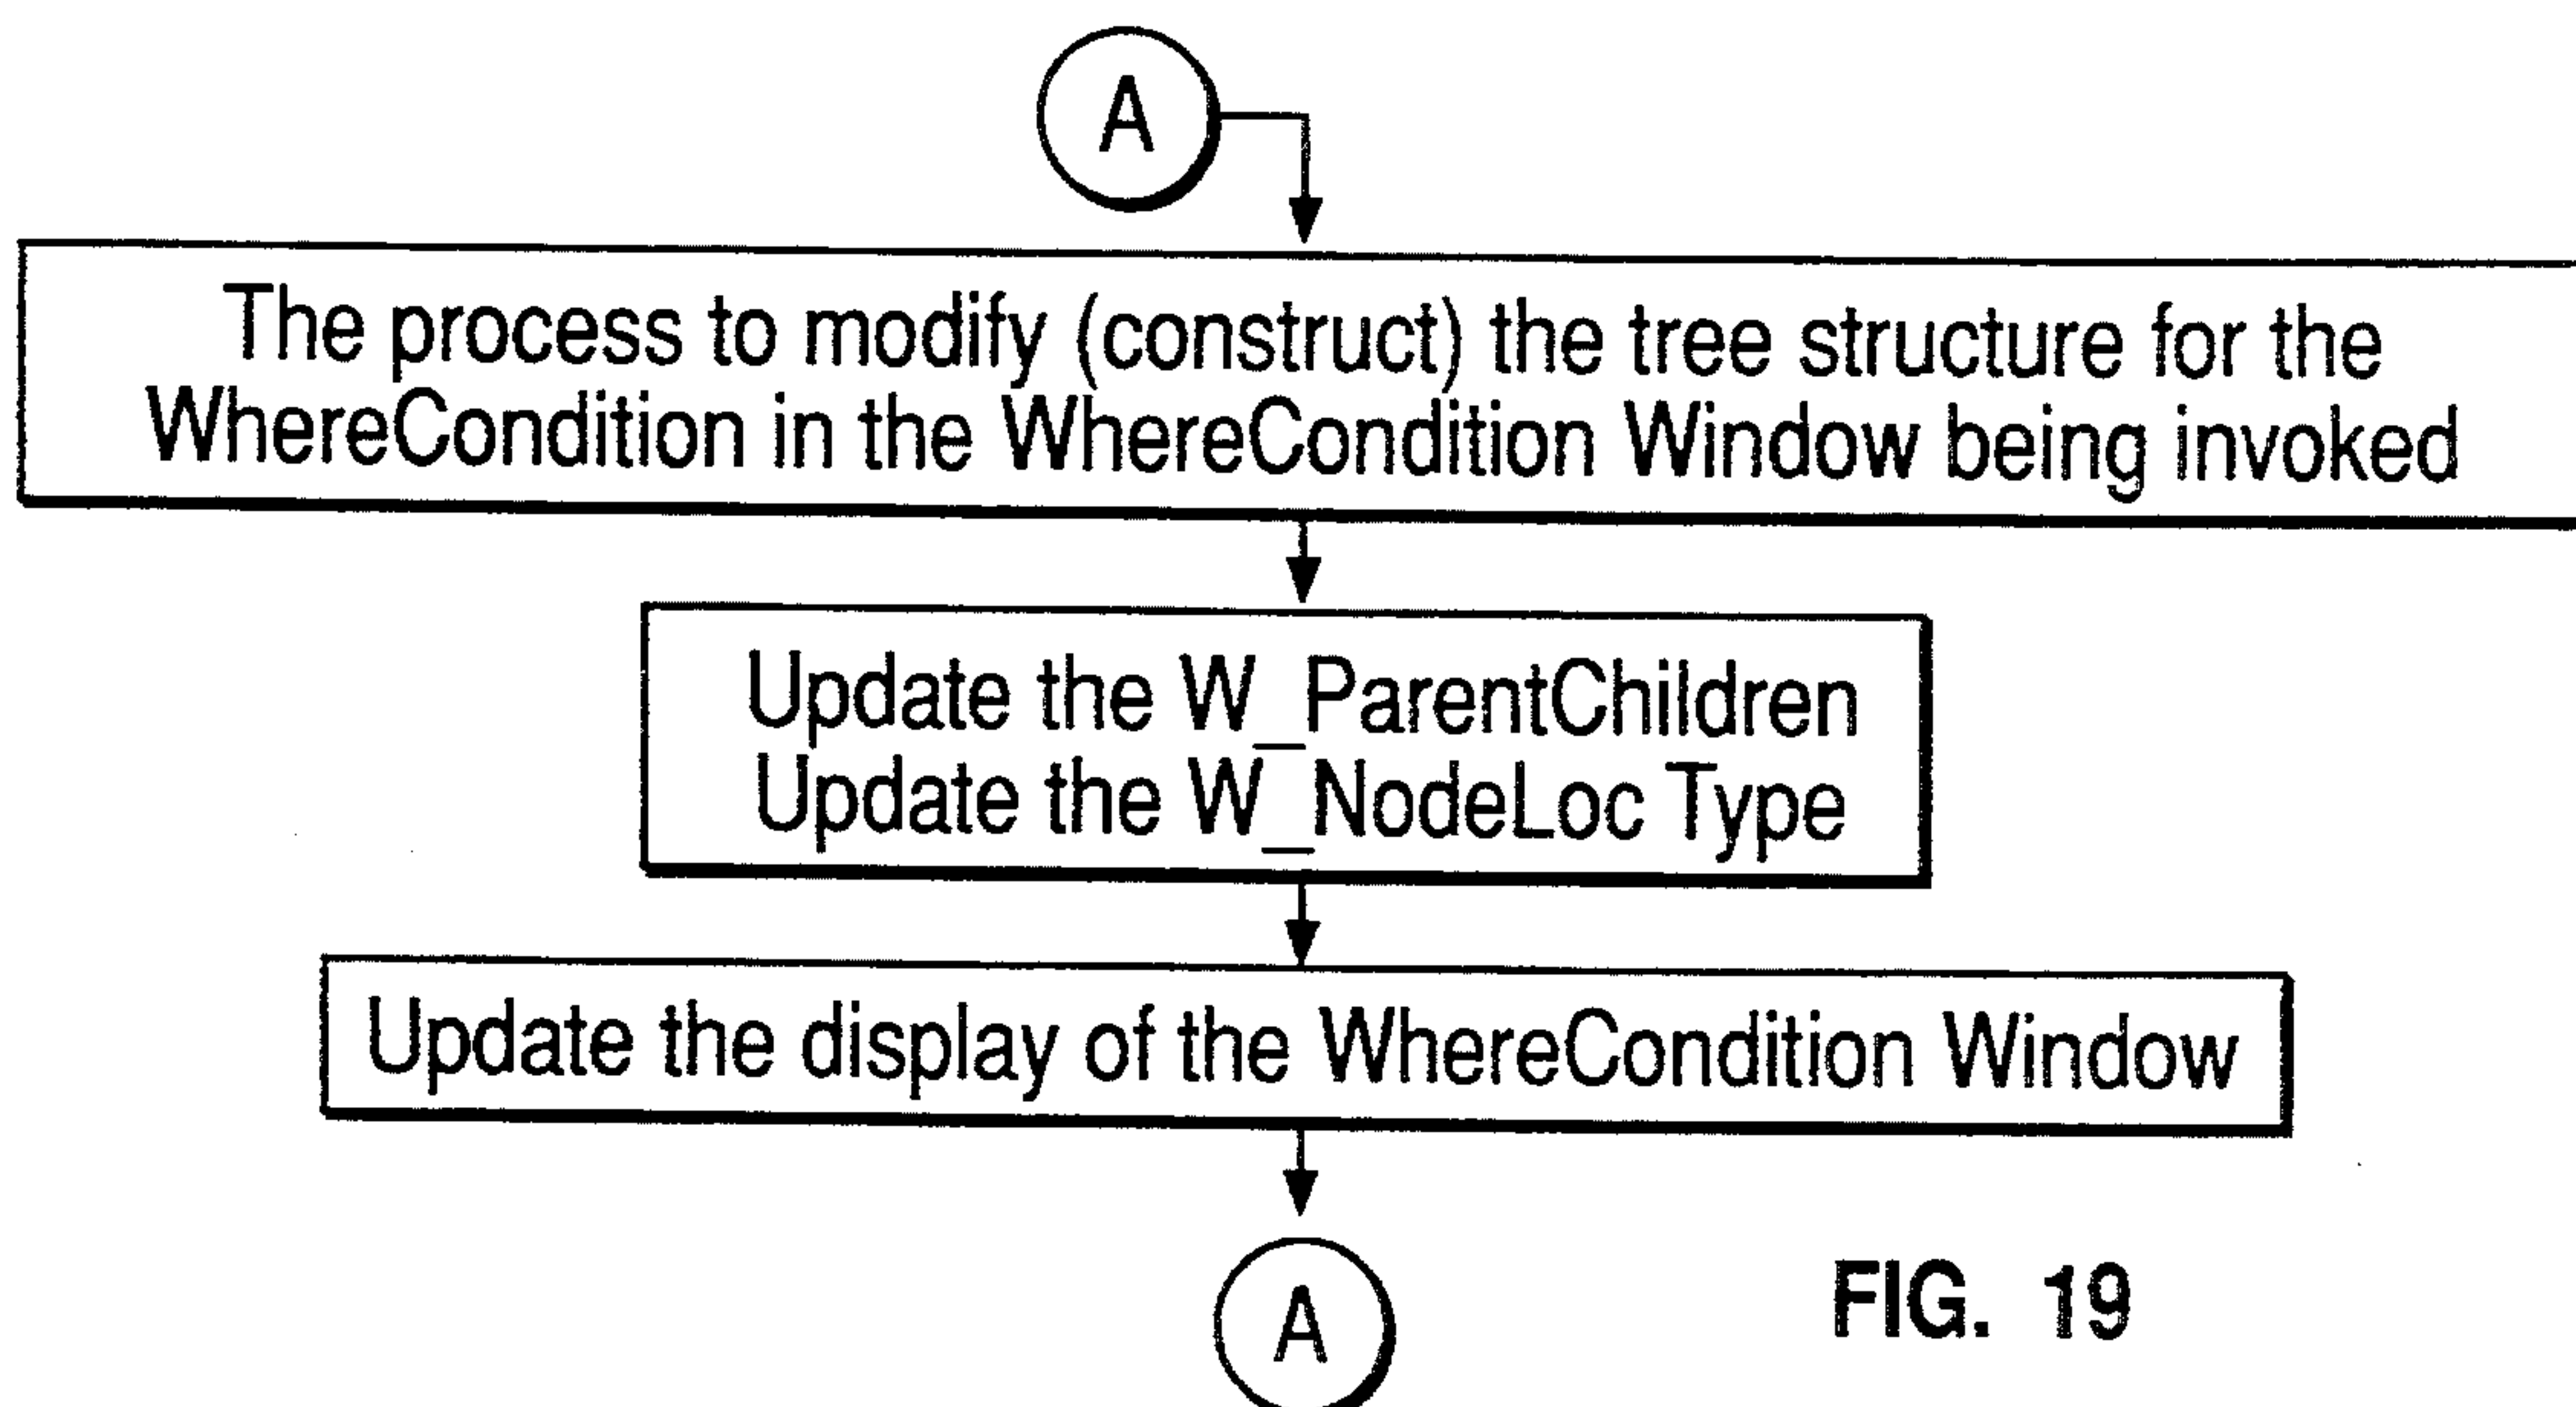 A
The process to modify (construct) the tree structure for the
WhereCondition in the WhereCondition Window being invoked
Update the W_ParentChildren
Update the W_NodeLoc Type
Update the display of the WhereCondition Window
A
FIG. 19